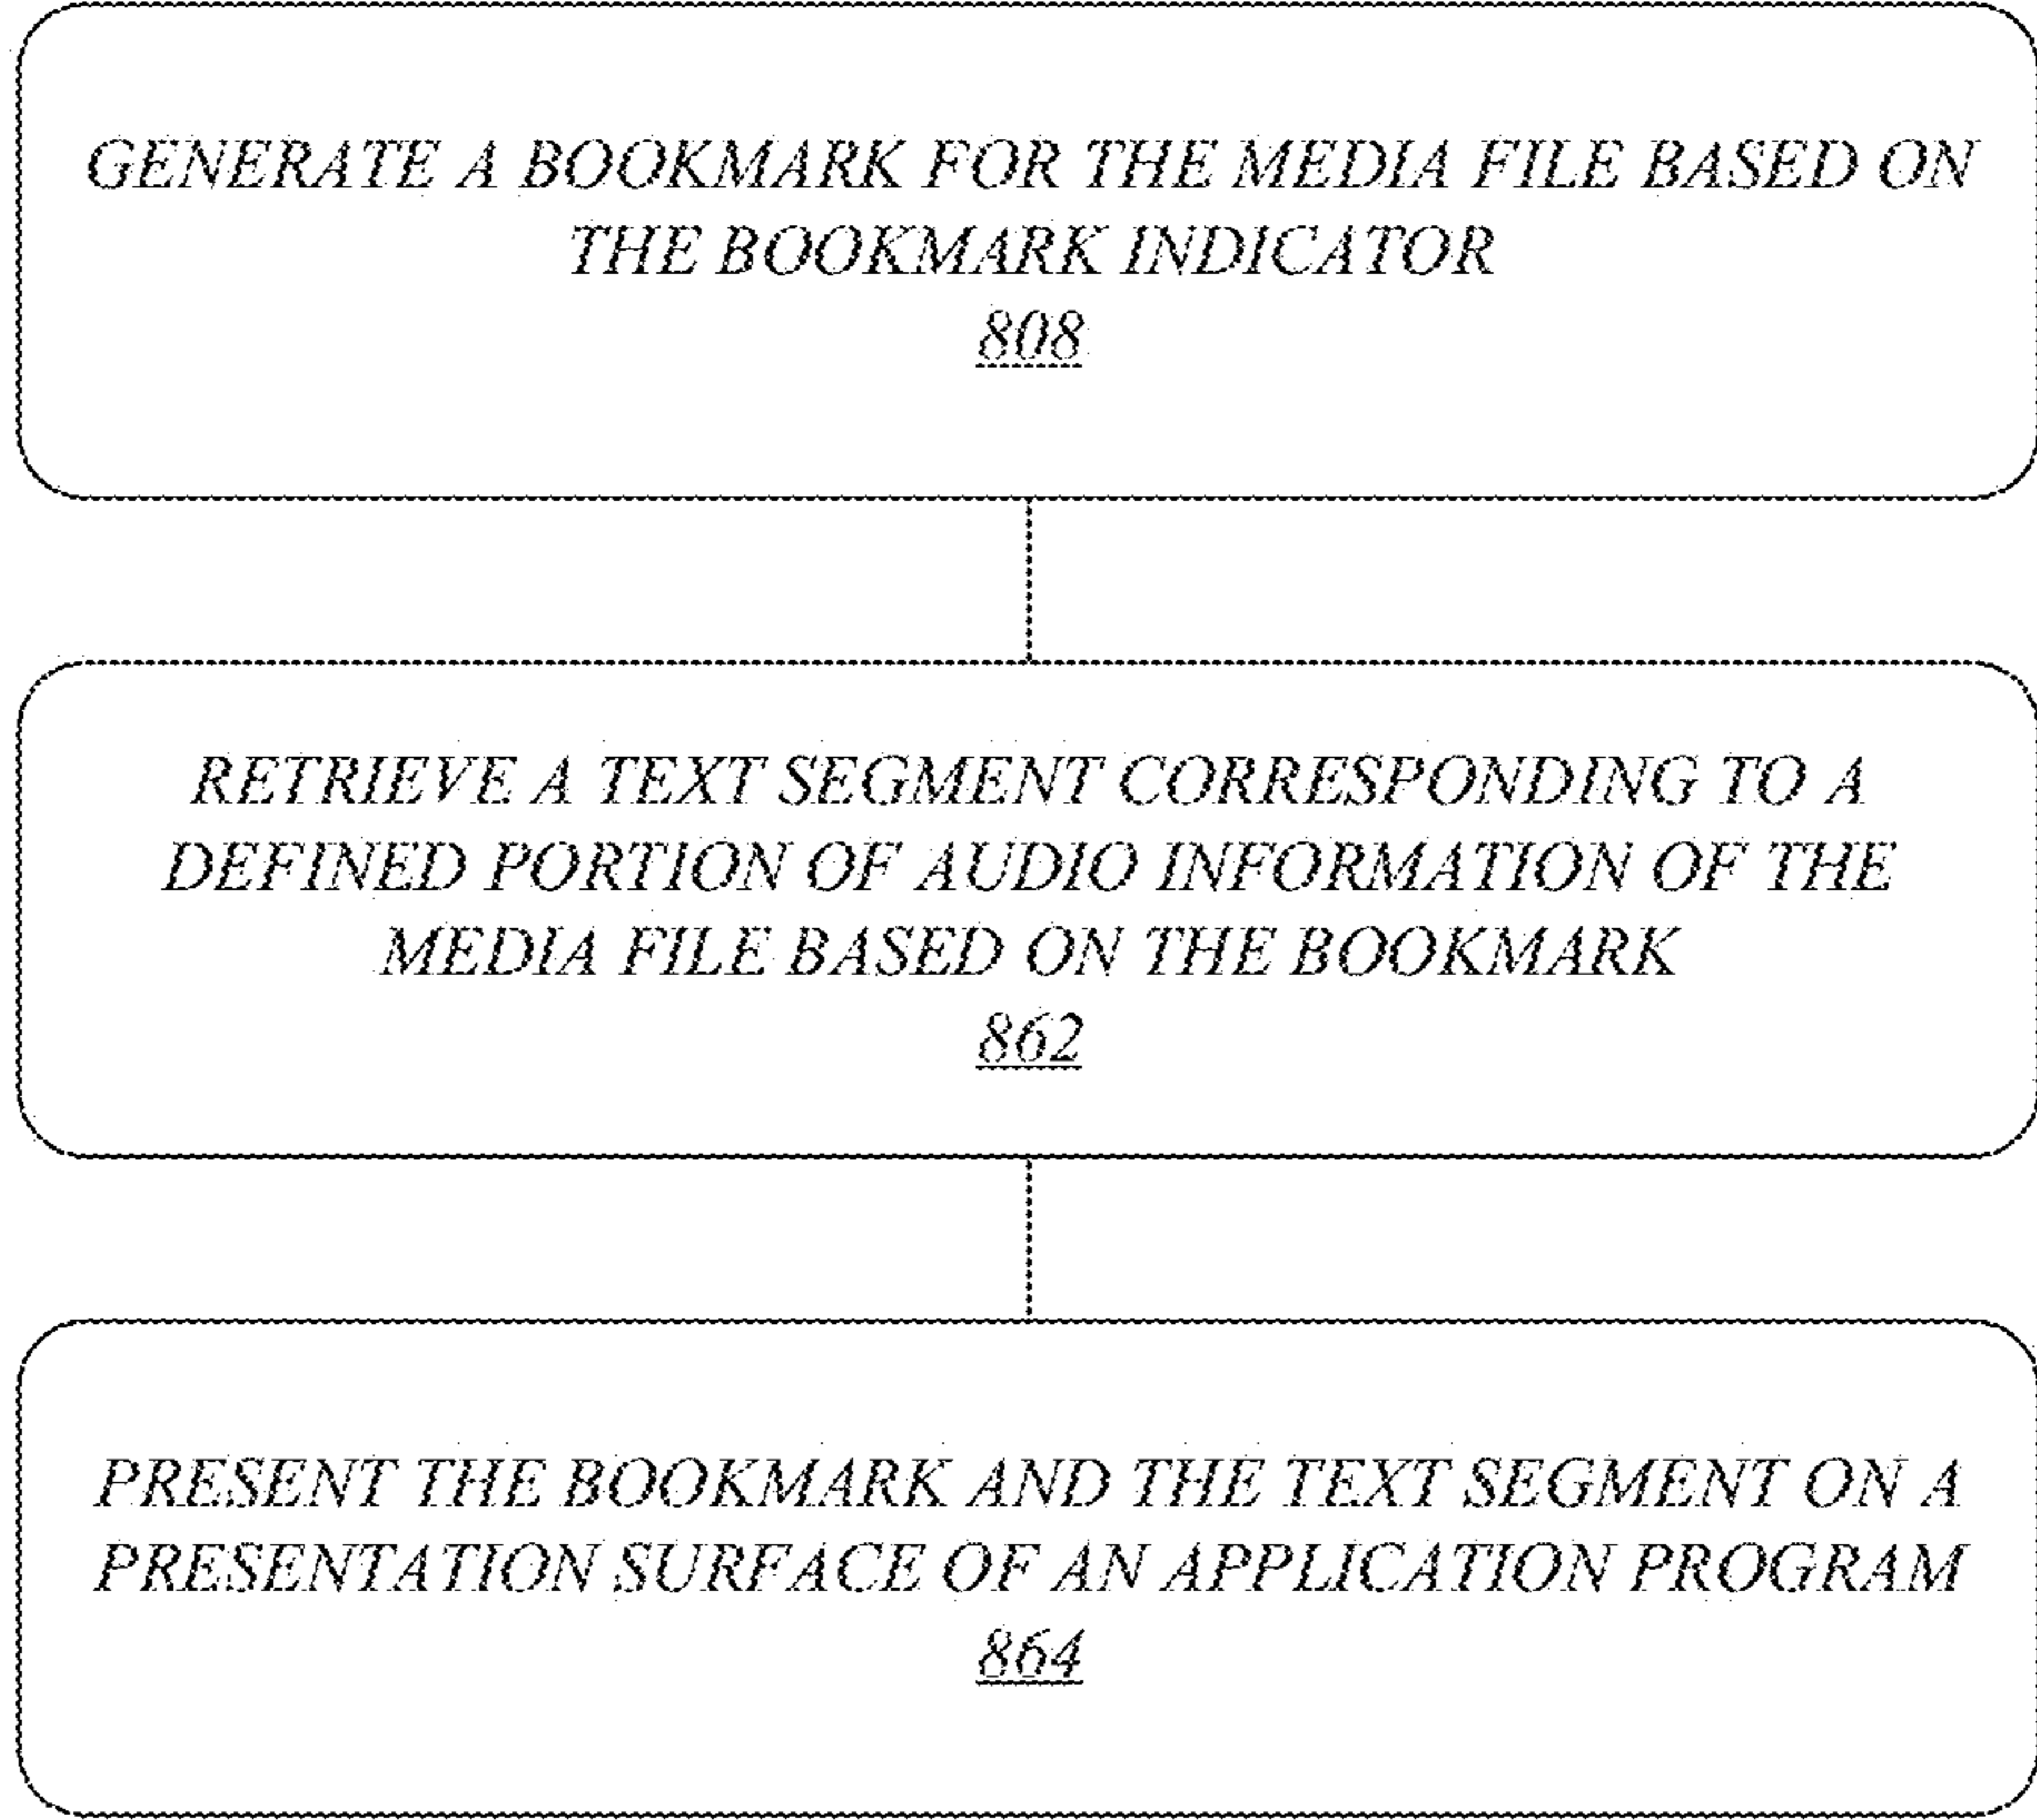 GENERATE A BOOKMARK FOR THE MEDIA FILE BASED ON
THE BOOKMARK INDICATOR
808
RETRIEVE A TEXT SEGMENT CORRESPONDING TO A
DEFINED PORTION OF AUDIO INFORMATION OF THE
MEDIA FILE BASED ON THE BOOKMARK
862
PRESENT THE BOOKMARK AND THE TEXT SEGMENT ON A
PRESENTATION SURFACE OF AN APPLICATION PROGRAM
864